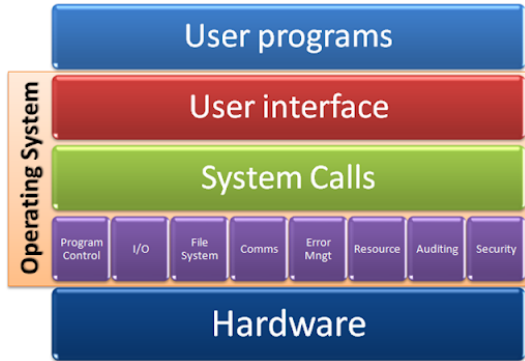 User programs
Operating System
User interface
System Calls
Program
Control
I/O
File
System
Comms
Error
Mngt
Resource
Auditing
Security
Hardware